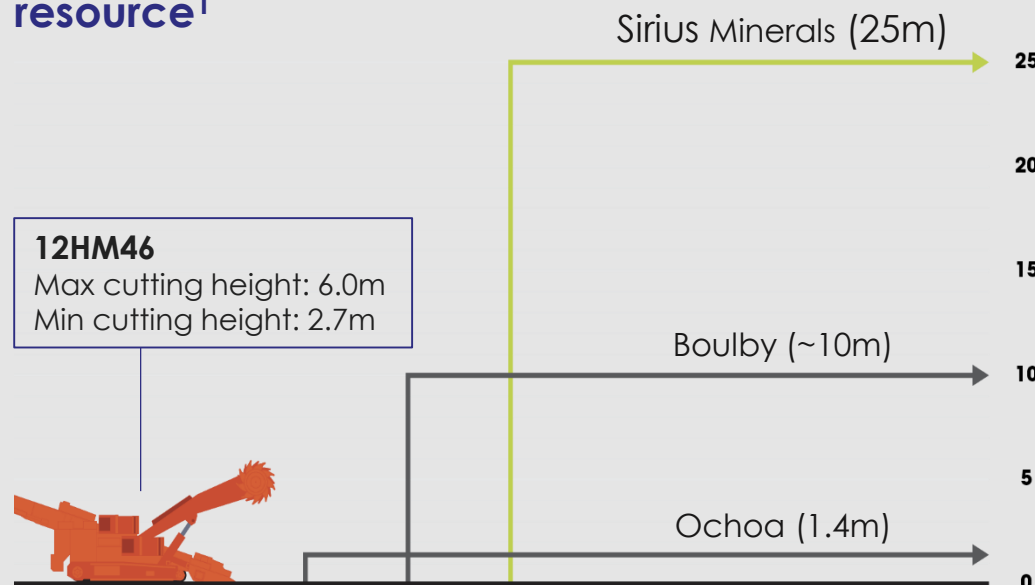 resource¹
Sirius Minerals (25m)
25
20
12HM46
Max cutting height: 6.0m
Min cutting height: 2.7m
15
Boulby (~10m)
10
5
Ochoa (1.4m)
0